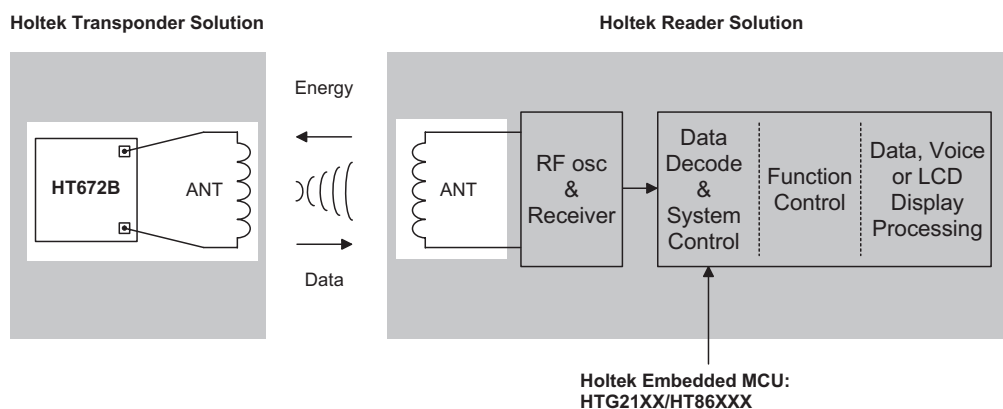 Holtek Transponder Solution
Holtek Reader Solution
Energy
HT672B
ANT
Data
ANT
RF osc
&
Receiver
Data
Decode
&
System
Control
Function
Control
Data, Voice
or LCD
Display
Processing
Holtek Embedded MCU:
HTG21XX/HT86XXX